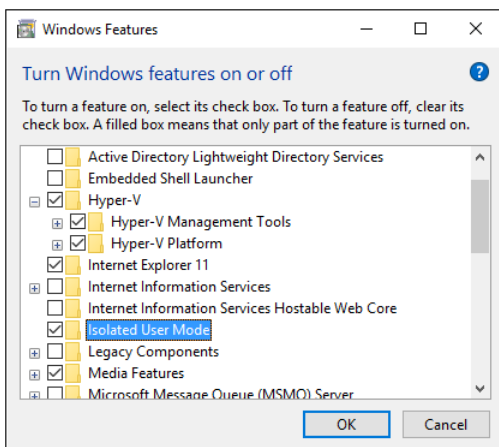 Windows Features
Turn Windows features on or off
To turn a feature on, select its check box. To turn a feature off, clear its
check box. A filled box means that only part of the feature is turned on.
Active Directory Lightweight Directory Services
Embedded Shell Launcher
Hyper-V
Hyper-V Management Tools
Hyper-V Platform
Internet Explorer 11
Internet Information Services
Internet Information Services Hostable Web Core
Isolated User Mode
Legacy Components
Media Features
Microsoft Message Queue (MSMQ) Server
OK Cancel